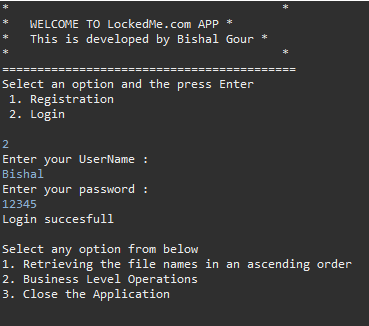 *                                       *
*   WELCOME TO LockedMe.com APP *
*   This is developed by Bishal Gour *
*                                       *
==========================================
Select an option and the press Enter
1. Registration
2. Login
2
Enter your UserName :
Bishal
Enter your password :
12345
Login succesfull
Select any option from below
1. Retrieving the file names in an ascending order
2. Business Level Operations
3. Close the Application